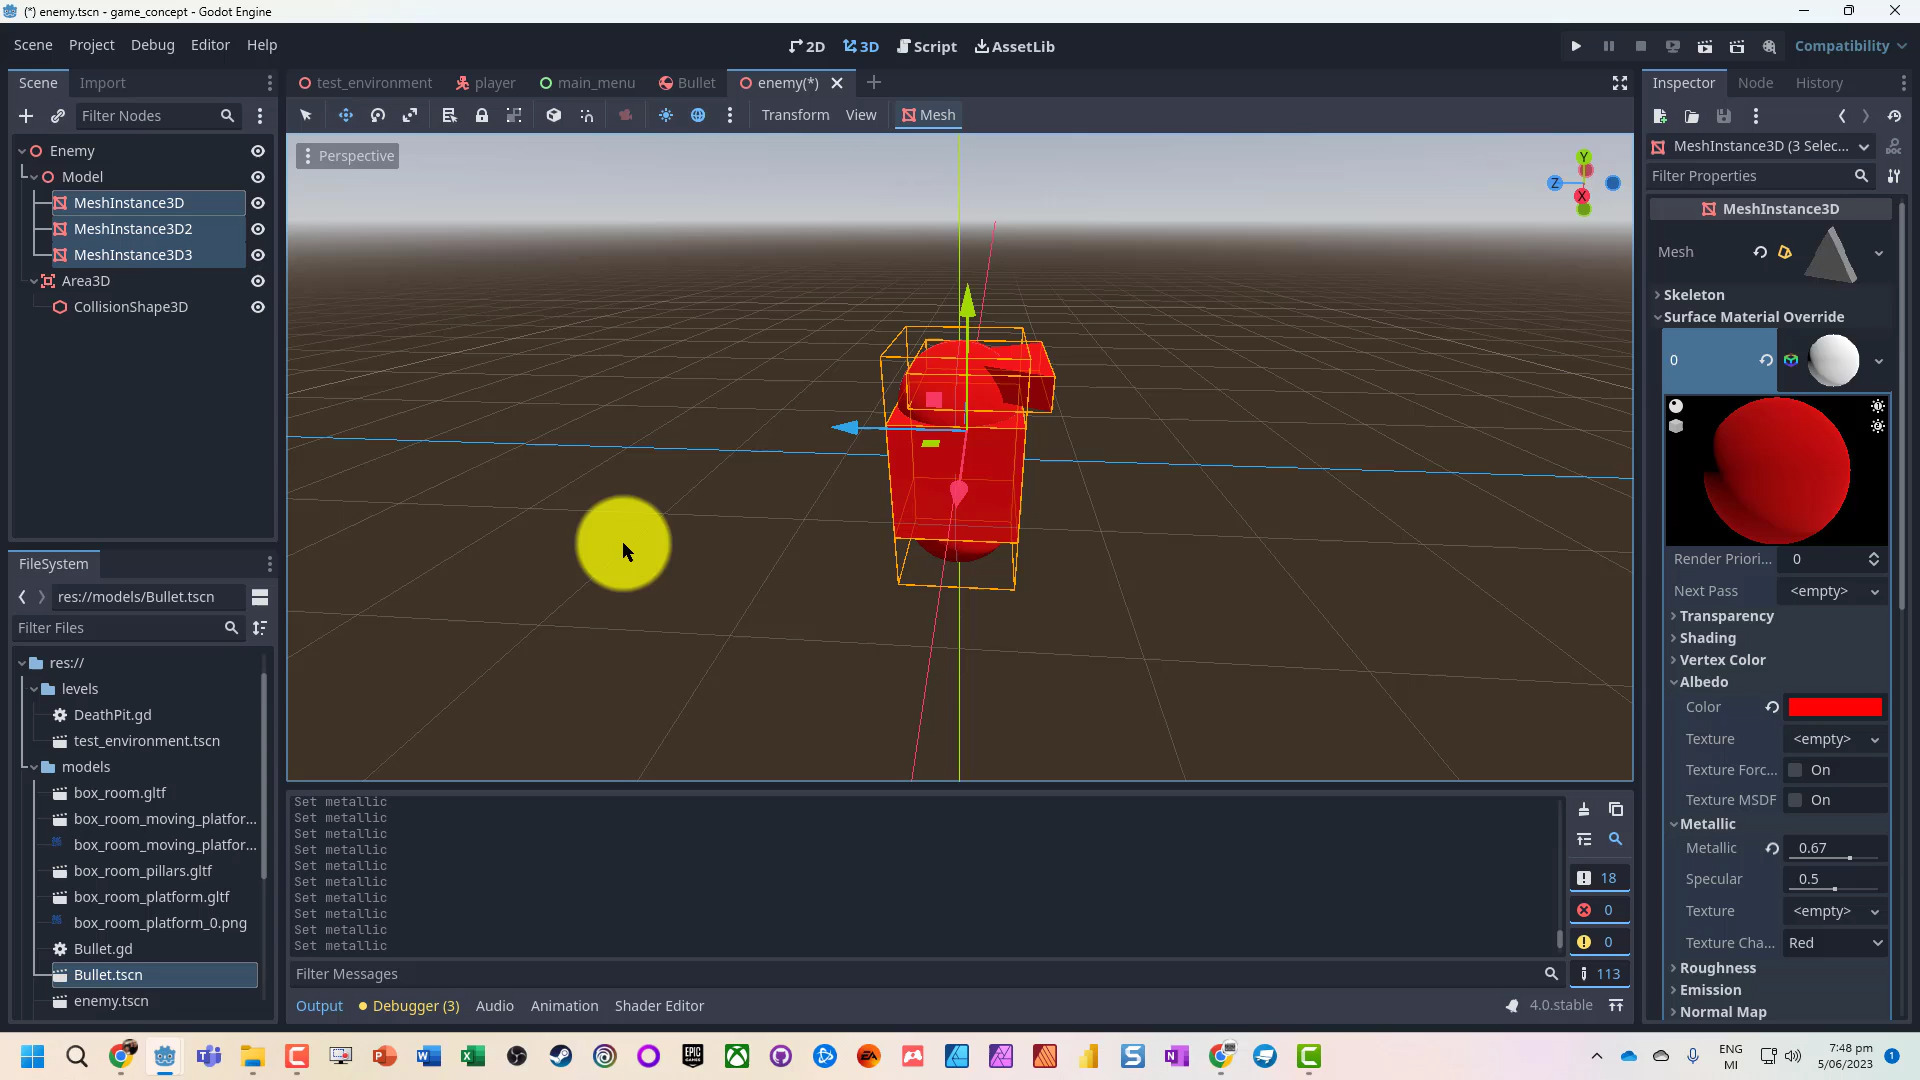 (*) enemy.tscn - game_concept - Godot Engine
Scene Project Debug Editor Help
2D 3D Script AssetLib
Compatibility
Scene Import
test_environment player main_menu Bullet enemy(*)
Inspector Node History
Filter Nodes
Transform View Mesh
Enemy
Model
MeshInstance3D
MeshInstance3D2
MeshInstance3D3
Area3D
CollisionShape3D
Perspective
Y
Z
X
MeshInstance3D (3 Selec...
Filter Properties
MeshInstance3D
Mesh
Skeleton
Surface Material Override
0
Render Priori... 0
Next Pass <empty>
Transparency
Shading
Vertex Color
Albedo
Color
Texture <empty>
Texture Forc... On
Texture MSDF On
Metallic
Metallic 0.67
Specular 0.5
Texture <empty>
Texture Cha... Red
Roughness
Emission
Normal Map
FileSystem
res://models/Bullet.tscn
Filter Files
res://
levels
DeathPit.gd
test_environment.tscn
models
box_room.gltf
box_room_moving_platfor...
box_room_moving_platfor...
box_room_pillars.gltf
box_room_platform.gltf
box_room_platform_0.png
Bullet.gd
Bullet.tscn
enemy.tscn
Set metallic
Set metallic
Set metallic
Set metallic
Set metallic
Set metallic
Set metallic
Set metallic
Set metallic
Set metallic
18
0
0
113
Filter Messages
Output Debugger (3) Audio Animation Shader Editor
4.0.stable
ENG
MI
7:48 pm
5/06/2023
1